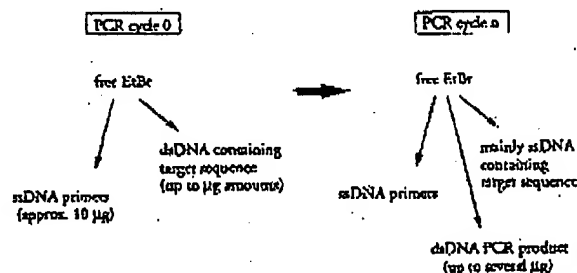 PCR cycle 0
free EtBr
dsDNA containing
target sequence
(up to µg amounts)
ssDNA primers
(approx. 10 µg)
PCR cycle n
free EtBr
mainly ssDNA
containing
target sequence
ssDNA primers
dsDNA PCR product
(up to several µg)